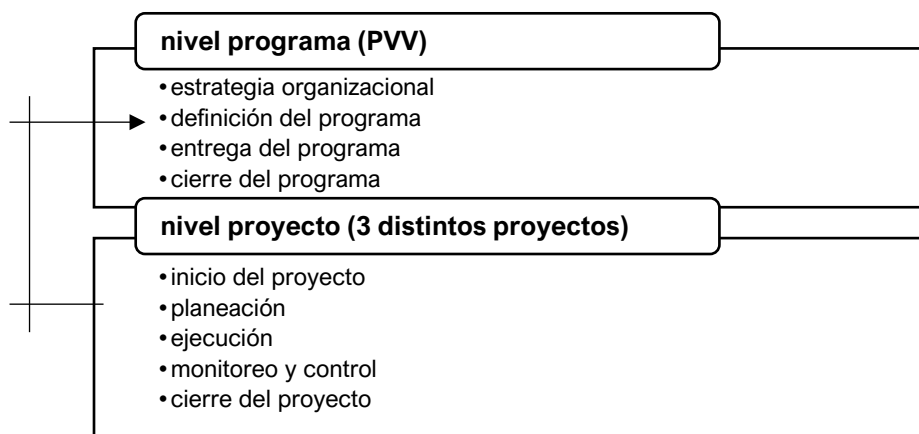 nivel programa (PVV)
•estrategia organizacional
•definición del programa
•entrega del programa
•cierre del programa
nivel proyecto (3 distintos proyectos)
•inicio del proyecto
•planeación
•ejecución
•monitoreo y control
•cierre del proyecto